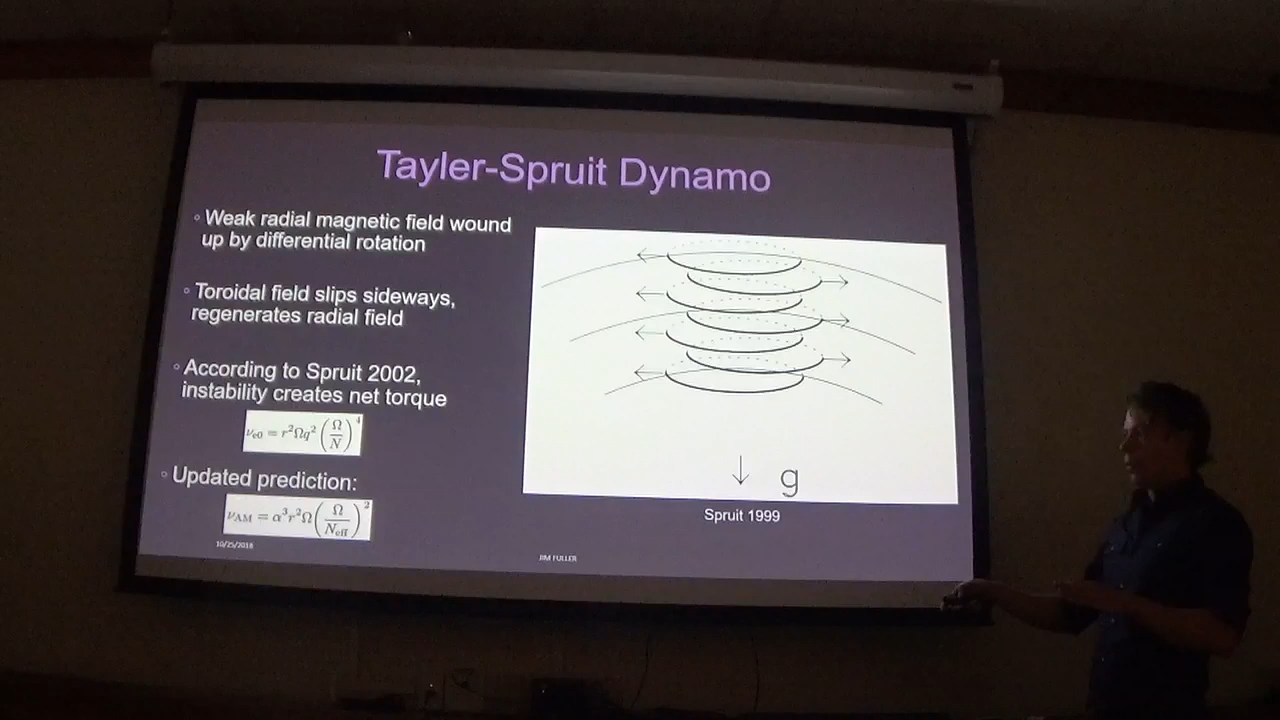 Tayler-Spruit Dynamo
◦ Weak radial magnetic field wound
up by differential rotation
◦ Toroidal field slips sideways,
regenerates radial field
◦ According to Spruit 2002,
instability creates net torque
ν_e0 = r²Ωq² (Ω/N)⁴
◦ Updated prediction:
ν_AM = α³r²Ω (Ω/N_eff)²
g
Spruit 1999
10/25/2018
JIM FULLER